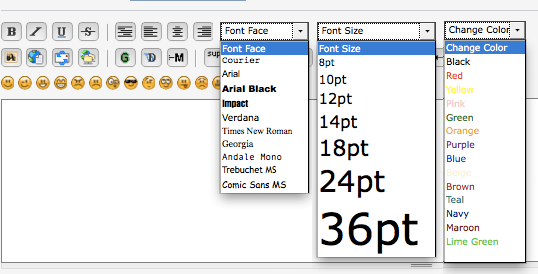 B I U S Font Face Font Size Change Color
G D M sup
Font Face
Courier
Arial
Arial Black
Impact
Verdana
Times New Roman
Georgia
Andale Mono
Trebuchet MS
Comic Sans MS
Font Size
8pt
10pt
12pt
14pt
18pt
24pt
36pt
Change Color
Black
Red
Yellow
Pink
Green
Orange
Purple
Blue
Beige
Brown
Teal
Navy
Maroon
Lime Green